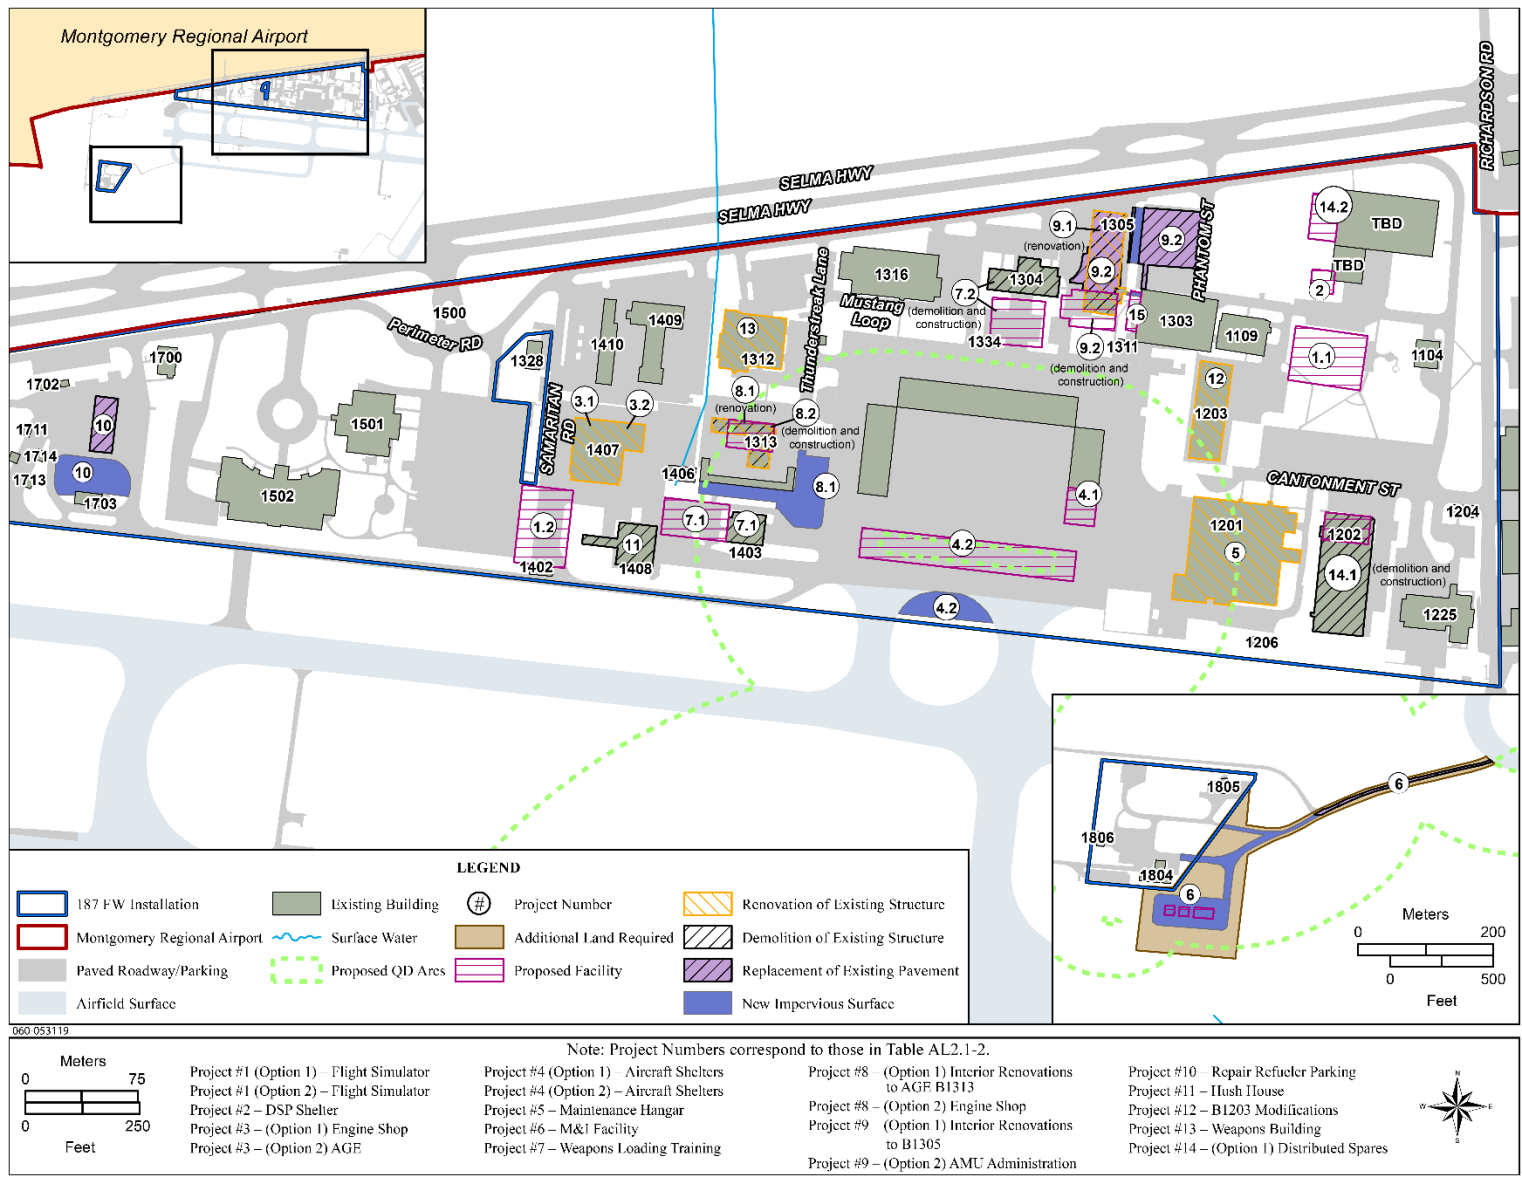 Montgomery Regional Airport
RICHARDSON RD
SELMA HWY
SELMA HWY
14.2
TBD
9.1
1305
(renovation)
9.2
PHANTOM ST
9.2
TBD
2
1316
1304
7.2
(demolition and
construction)
Mustang
Loop
Thunderstreak Lane
1334
15
1303
1109
9.2
1311
(demolition and
construction)
1.1
1104
1500
Perimeter RD
1409
1410
13
1312
1328
1700
1702
12
1203
8.1
(renovation)
8.2
(demolition and
construction)
1313
3.1
3.2
1407
SAMARITAN
RD
1501
10
1711
1714
1713
10
1703
1502
1406
8.1
4.1
CANTONMENT ST
1204
1201
5
1202
14.1
(demolition and
construction)
1225
1206
1.2
1402
11
1408
7.1
7.1
1403
4.2
4.2
1805
6
1806
1804
6
Meters
0 200
0 500
Feet
LEGEND
187 FW Installation
Existing Building
# Project Number
Renovation of Existing Structure
Montgomery Regional Airport
Surface Water
Additional Land Required
Demolition of Existing Structure
Paved Roadway/Parking
Proposed QD Arcs
Proposed Facility
Replacement of Existing Pavement
Airfield Surface
New Impervious Surface
060-053119
Note: Project Numbers correspond to those in Table AL2.1-2.
Meters
0 75
0 250
Feet
Project #1 (Option 1) – Flight Simulator
Project #1 (Option 2) – Flight Simulator
Project #2 – DSP Shelter
Project #3 – (Option 1) Engine Shop
Project #3 – (Option 2) AGE
Project #4 (Option 1) – Aircraft Shelters
Project #4 (Option 2) – Aircraft Shelters
Project #5 – Maintenance Hangar
Project #6 – M&I Facility
Project #7 – Weapons Loading Training
Project #8 – (Option 1) Interior Renovations
to AGE B1313
Project #8 – (Option 2) Engine Shop
Project #9 – (Option 1) Interior Renovations
to B1305
Project #9 – (Option 2) AMU Administration
Project #10 – Repair Refueler Parking
Project #11 – Hush House
Project #12 – B1203 Modifications
Project #13 – Weapons Building
Project #14 – (Option 1) Distributed Spares
N
W E
S